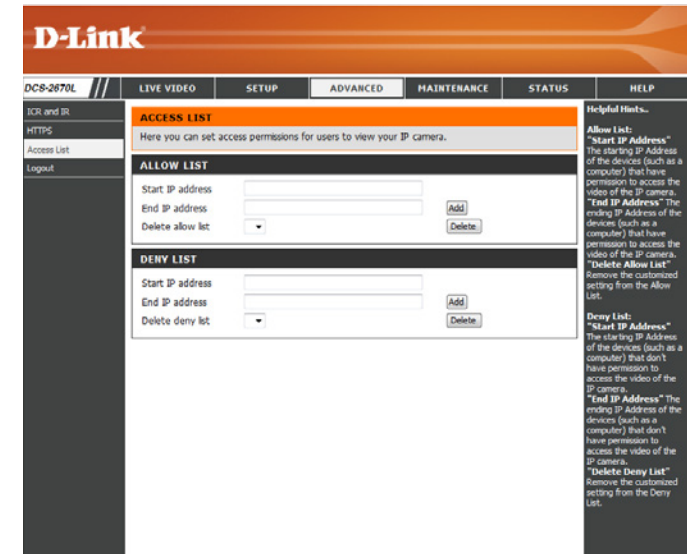 D-Link
DCS-2670L // LIVE VIDEO SETUP ADVANCED MAINTENANCE STATUS HELP
ICR and IR
HTTPS
Access List
Logout
ACCESS LIST
Here you can set access permissions for users to view your IP camera.
ALLOW LIST
Start IP address
End IP address Add
Delete allow list Delete
DENY LIST
Start IP address
End IP address Add
Delete deny list Delete
Helpful Hints..
Allow List:
"Start IP Address"
The starting IP Address
of the devices (such as a
computer) that have
permission to access the
video of the IP camera.
"End IP Address" The
ending IP Address of the
devices (such as a
computer) that have
permission to access the
video of the IP camera.
"Delete Allow List"
Remove the customized
setting from the Allow
List.
Deny List:
"Start IP Address"
The starting IP Address
of the devices (such as a
computer) that don't
have permission to
access the video of the
IP camera.
"End IP Address" The
ending IP Address of the
devices (such as a
computer) that don't
have permission to
access the video of the
IP camera.
"Delete Deny List"
Remove the customized
setting from the Deny
List.